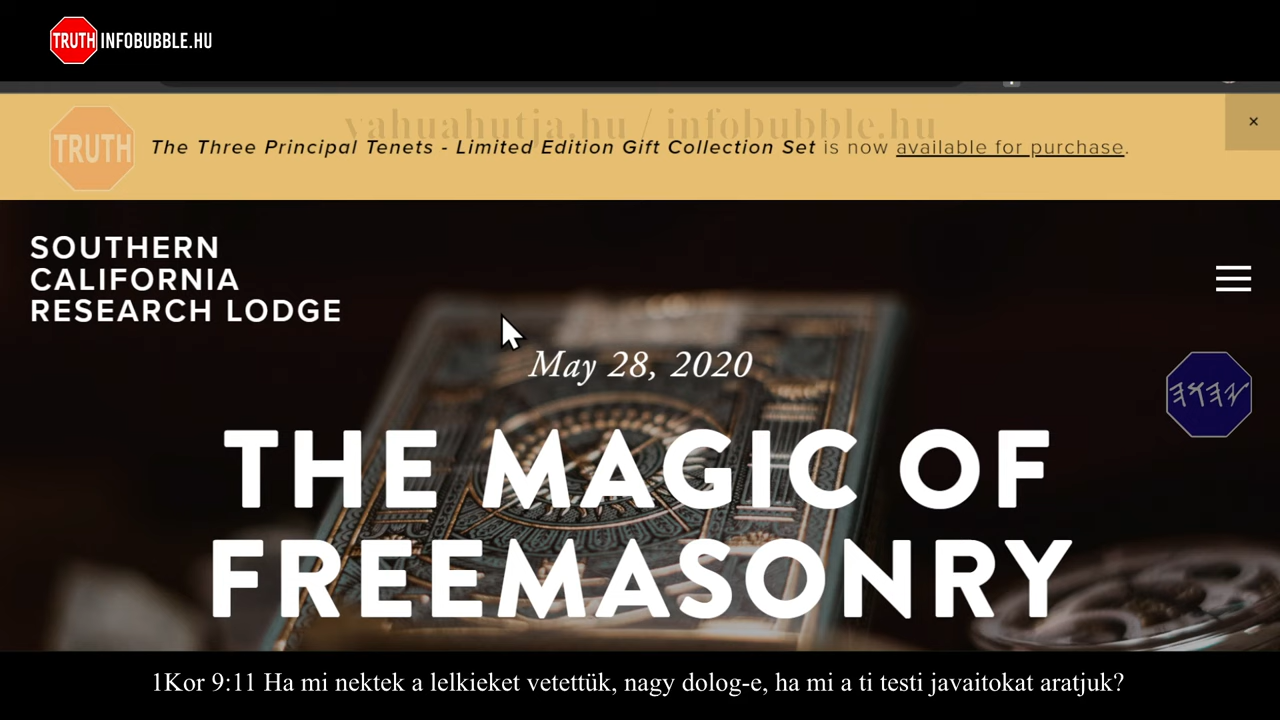 TRUTH INFOBUBBLE.HU
yahuahutja.hu / infobubble.hu
TRUTH
The Three Principal Tenets - Limited Edition Gift Collection Set is now available for purchase.
SOUTHERN
CALIFORNIA
RESEARCH LODGE
May 28, 2020
𐤉𐤄𐤅𐤄
THE MAGIC OF
FREEMASONRY
1Kor 9:11 Ha mi nektek a lelkieket vetettük, nagy dolog-e, ha mi a ti testi javaitokat aratjuk?